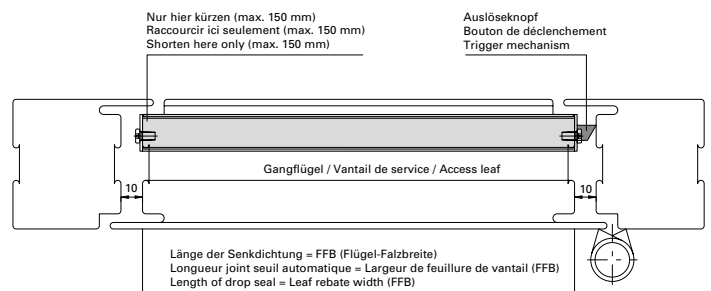 Nur hier kürzen (max. 150 mm)
Raccourcir ici seulement (max. 150 mm)
Shorten here only (max. 150 mm)
Auslöseknopf
Bouton de déclenchement
Trigger mechanism
Gangflügel / Vantail de service / Access leaf
10
10
Länge der Senkdichtung = FFB (Flügel-Falzbreite)
Longueur joint seuil automatique = Largeur de feuillure de vantail (FFB)
Length of drop seal = Leaf rebate width (FFB)